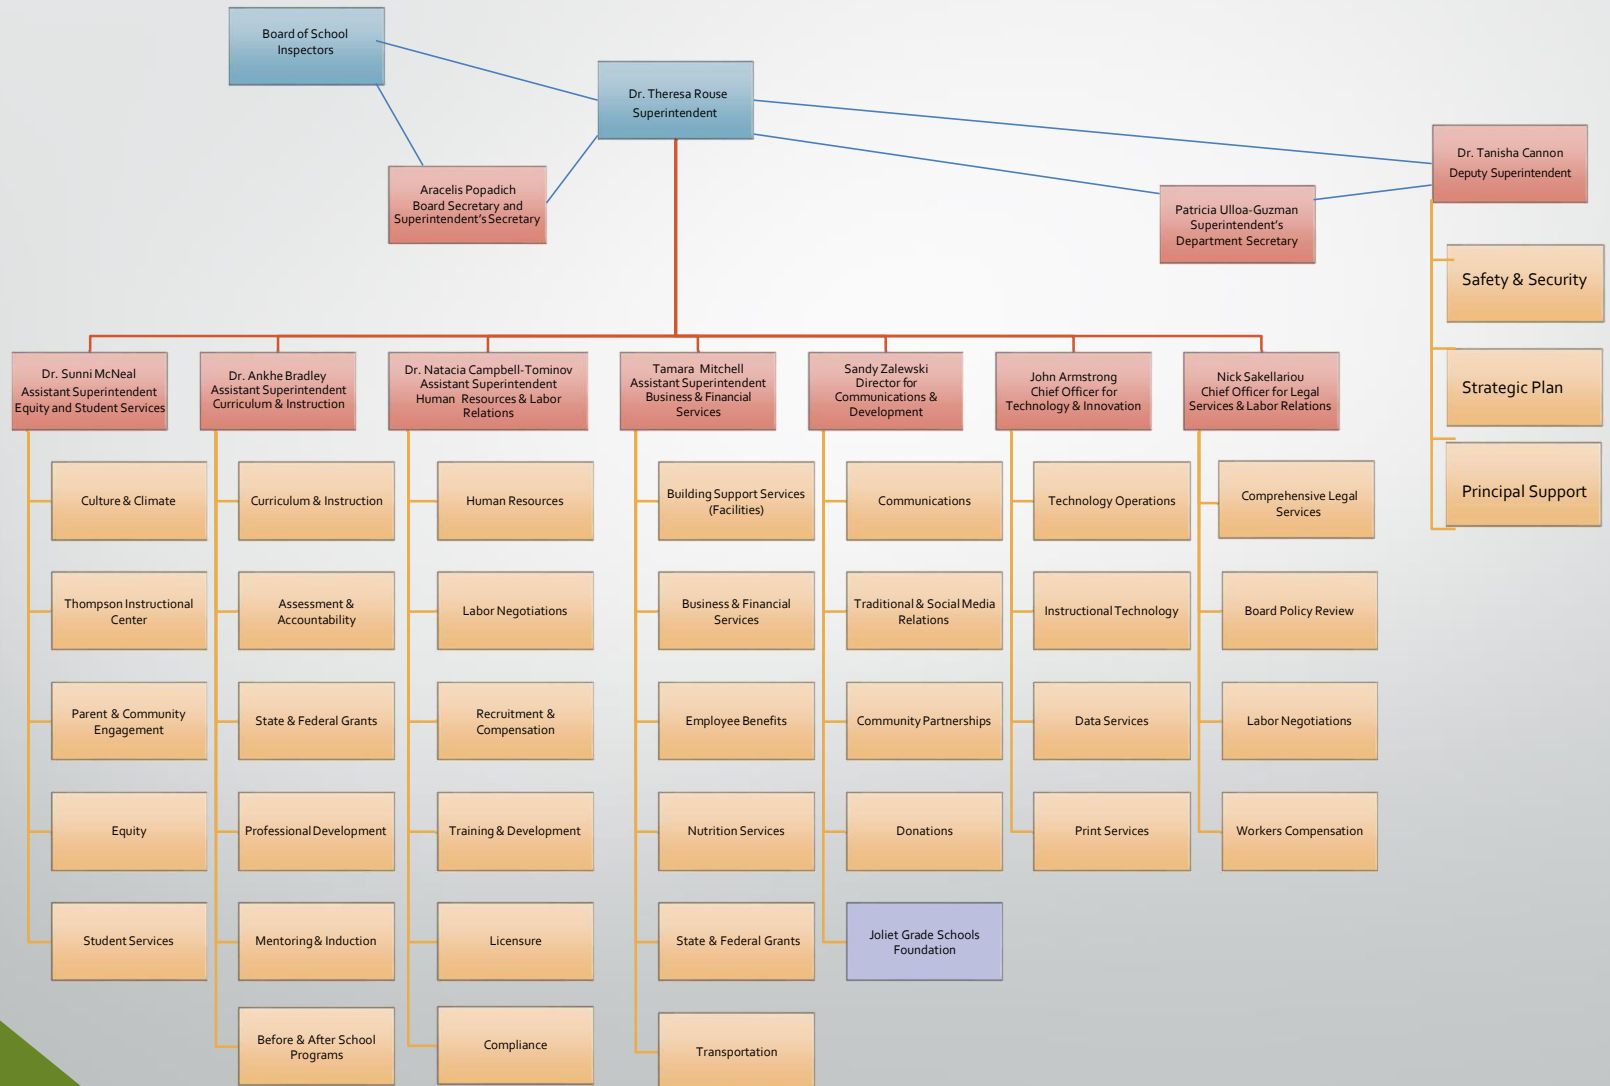 Board of School
Inspectors
Dr. Theresa Rouse
Superintendent
Dr. Tanisha Cannon
Deputy Superintendent
Aracelis Popadich
Board Secretary and
Superintendent's Secretary
Patricia Ulloa-Guzman
Superintendent's
Department Secretary
Safety & Security
Strategic Plan
Principal Support
Dr. Sunni McNeal
Assistant Superintendent
Equity and Student Services
Dr. Ankhe Bradley
Assistant Superintendent
Curriculum & Instruction
Dr. Natacia Campbell-Tominov
Assistant Superintendent
Human Resources & Labor
Relations
Tamara Mitchell
Assistant Superintendent
Business & Financial
Services
Sandy Zalewski
Director for
Communications &
Development
John Armstrong
Chief Officer for
Technology & Innovation
Nick Sakellariou
Chief Officer for Legal
Services & Labor Relations
Culture & Climate
Thompson Instructional
Center
Parent & Community
Engagement
Equity
Student Services
Curriculum & Instruction
Assessment &
Accountability
State & Federal Grants
Professional Development
Mentoring & Induction
Before & After School
Programs
Human Resources
Labor Negotiations
Recruitment &
Compensation
Training & Development
Licensure
Compliance
Building Support Services
(Facilities)
Business & Financial
Services
Employee Benefits
Nutrition Services
State & Federal Grants
Transportation
Communications
Traditional & Social Media
Relations
Community Partnerships
Donations
Joliet Grade Schools
Foundation
Technology Operations
Instructional Technology
Data Services
Print Services
Comprehensive Legal
Services
Board Policy Review
Labor Negotiations
Workers Compensation